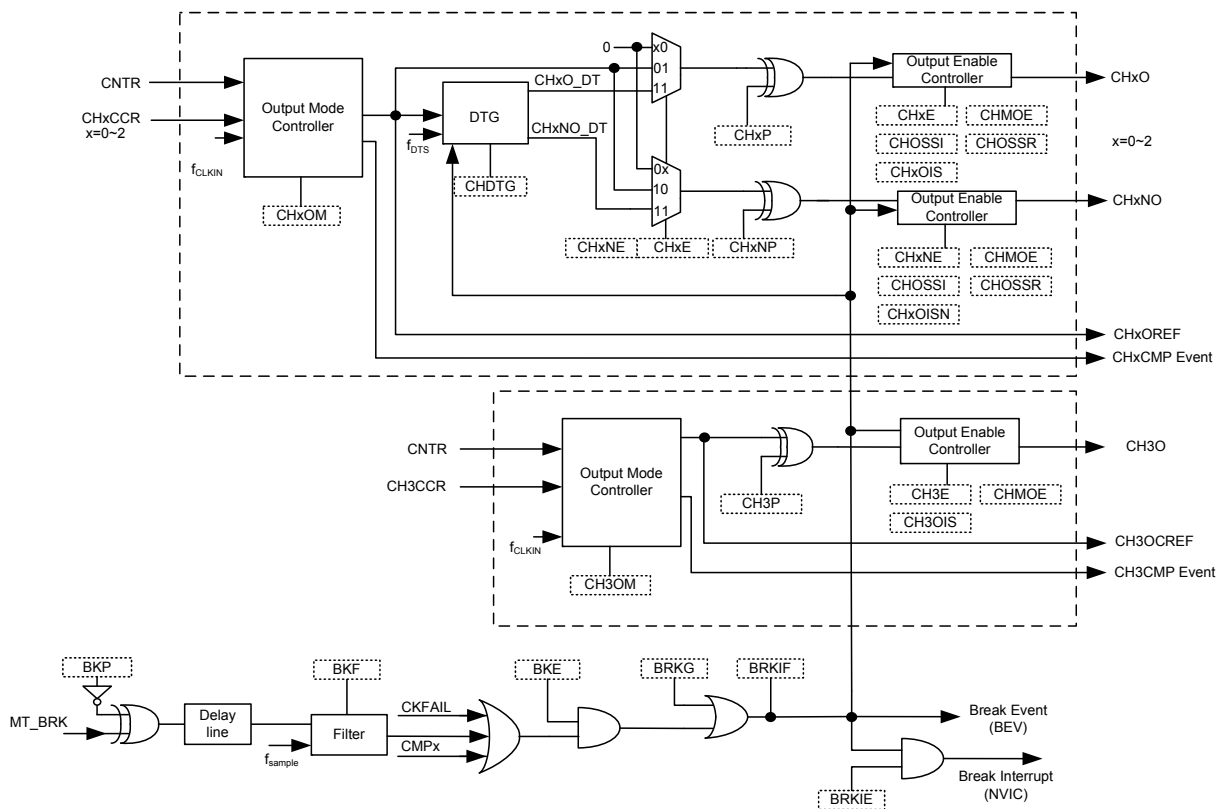 CNTR
CHxCCR
x=0~2
fCLKIN
Output Mode
Controller
CHxOM
DTG
fDTS
CHDTG
CHxO_DT
CHxNO_DT
0
x0
01
11
0x
10
11
CHxNE
CHxE
CHxP
CHxNP
Output Enable
Controller
CHxE
CHMOE
CHOSSI
CHOSSR
CHxOIS
CHxO
x=0~2
Output Enable
Controller
CHxNE
CHMOE
CHOSSI
CHOSSR
CHxOISN
CHxNO
CHxOREF
CHxCMP Event
CNTR
CH3CCR
fCLKIN
Output Mode
Controller
CH3OM
CH3P
Output Enable
Controller
CH3E
CHMOE
CH3OIS
CH3O
CH3OCREF
CH3CMP Event
BKP
MT_BRK
Delay
line
BKF
Filter
fsample
CKFAIL
CMPx
BKE
BRKG
BRKIF
Break Event
(BEV)
BRKIE
Break Interrupt
(NVIC)